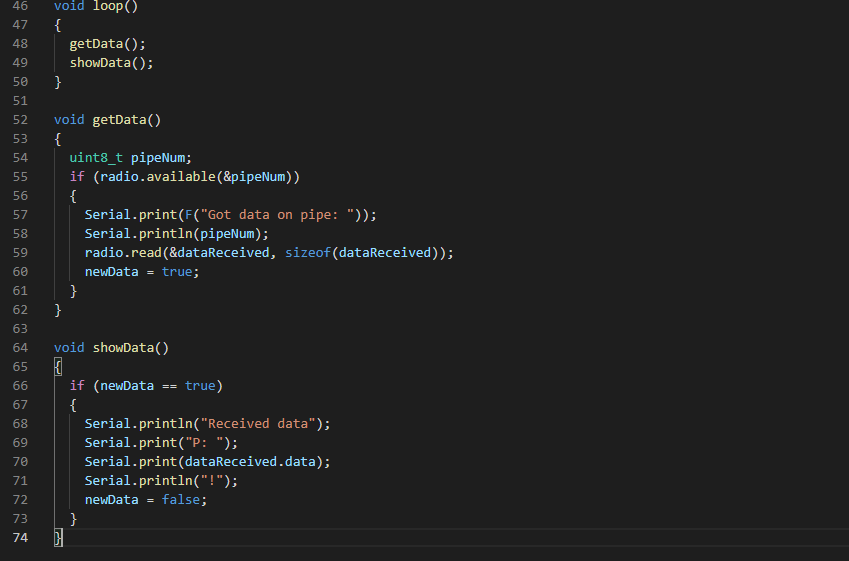 46 void loop()
47 {
48   getData();
49   showData();
50 }
51
52 void getData()
53 {
54   uint8_t pipeNum;
55   if (radio.available(&pipeNum))
56   {
57     Serial.print(F("Got data on pipe: "));
58     Serial.println(pipeNum);
59     radio.read(&dataReceived, sizeof(dataReceived));
60     newData = true;
61   }
62 }
63
64 void showData()
65 {
66   if (newData == true)
67   {
68     Serial.println("Received data");
69     Serial.print("P: ");
70     Serial.print(dataReceived.data);
71     Serial.println("!");
72     newData = false;
73   }
74 }